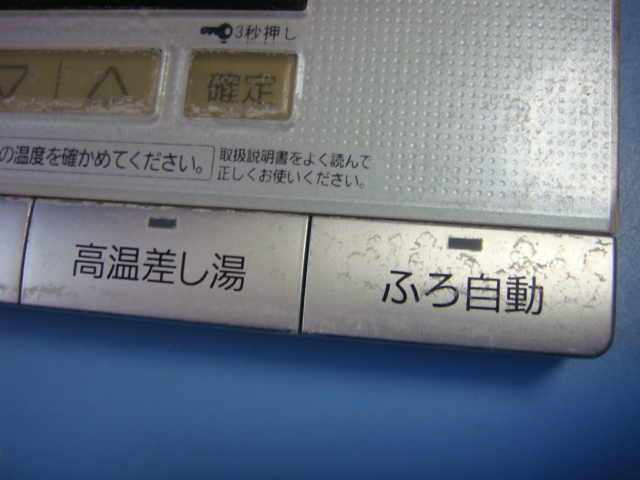 3秒押し
確定
の温度を確かめてください。
取扱説明書をよく読んで
正しくお使いください。
高温差し湯
ふろ自動